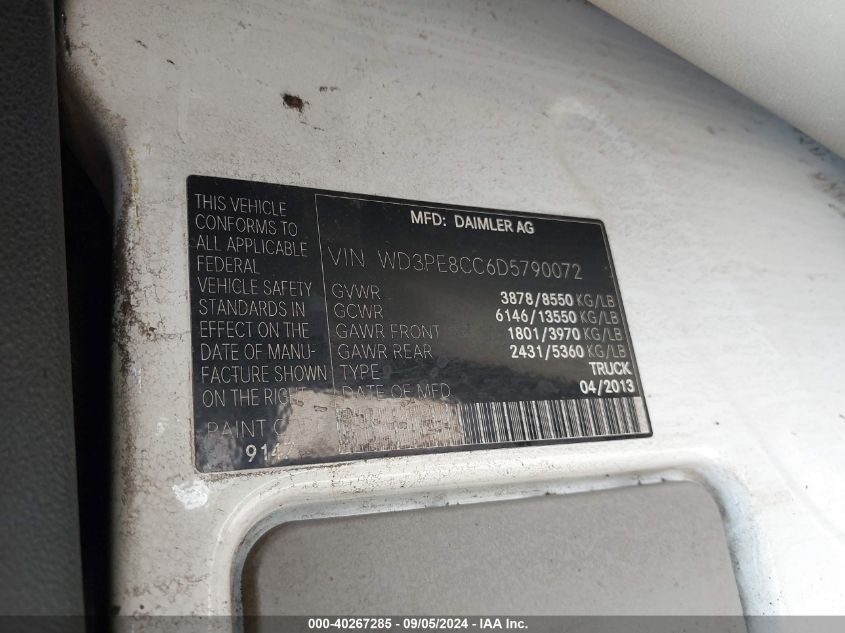 THIS VEHICLE
CONFORMS TO
ALL APPLICABLE
FEDERAL
VEHICLE SAFETY
STANDARDS IN
EFFECT ON THE
DATE OF MANU-
FACTURE SHOWN
ON THE RIGHT
PAINT
MFD: DAIMLER AG
VIN WD3PE8CC6D5790072
GVWR 3878/8550 KG/LB
GCWR 6146/13550 KG/LB
GAWR FRONT 1801/3970 KG/LB
GAWR REAR 2431/5360 KG/LB
TYPE TRUCK
DATE OF MFD 04/2013
000-40267285 - 09/05/2024 - IAA Inc.